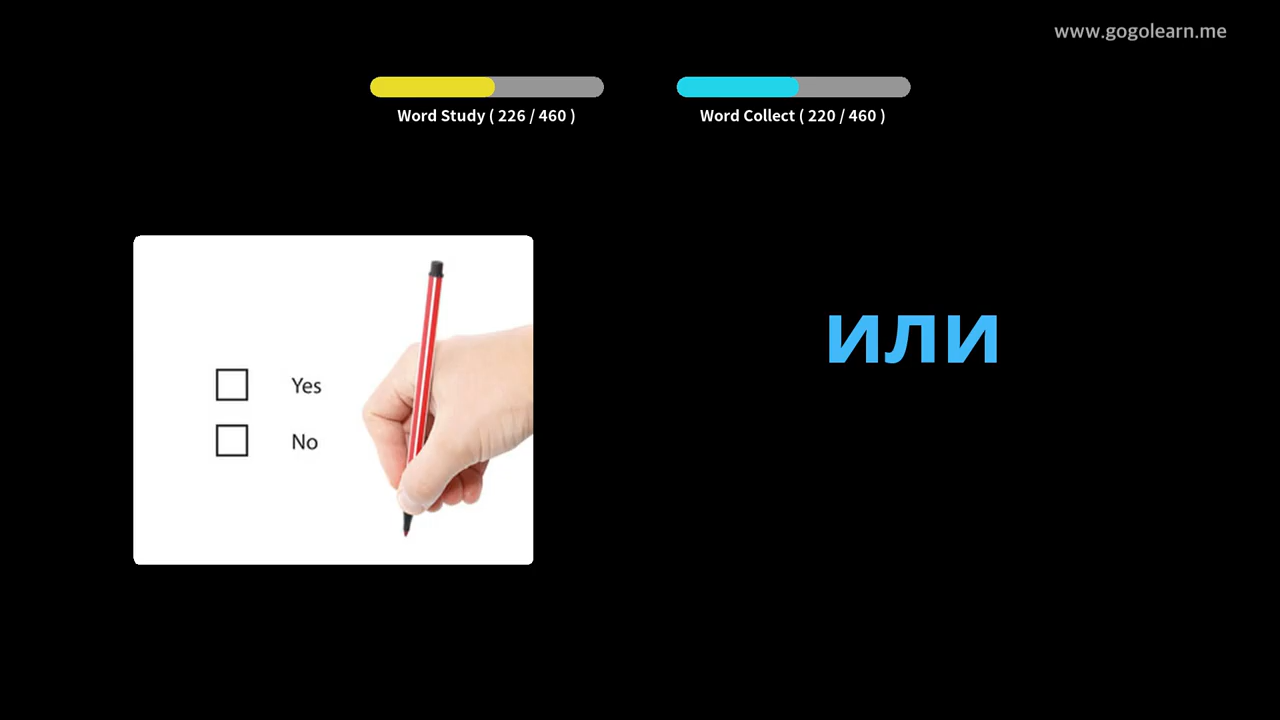 www.gogolearn.me
Word Study ( 226 / 460 )
Word Collect ( 220 / 460 )
Yes
No
или